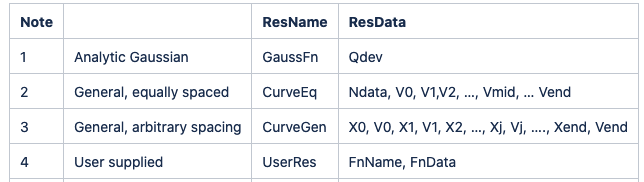 Note ResName ResData
1 Analytic Gaussian GaussFn Qdev
2 General, equally spaced CurveEq Ndata, V0, V1,V2, ..., Vmid, ... Vend
3 General, arbitrary spacing CurveGen X0, V0, X1, V1, X2, ..., Xj, Vj, ...., Xend, Vend
4 User supplied UserRes FnName, FnData